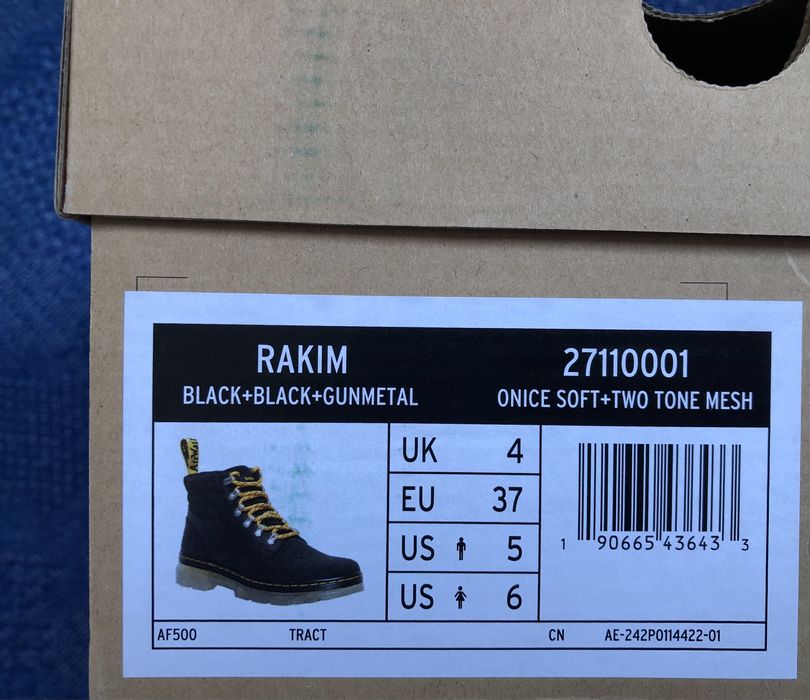 RAKIM
BLACK+BLACK+GUNMETAL
27110001
ONICE SOFT+TWO TONE MESH
UK 4
EU 37
US 5
US 6
1 90665 43643 3
AF500 TRACT CN AE-242P0114422-01